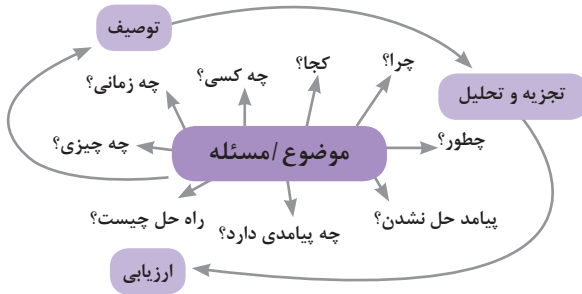 توصیف
چرا؟
کجا؟
چه کسی؟
چه زمانی؟
تجزیه و تحلیل
چطور؟
موضوع /مسئله
چه چیزی؟
پیامد حل نشدن؟
چه پیامدی دارد؟
راه حل چیست؟
ارزیابی